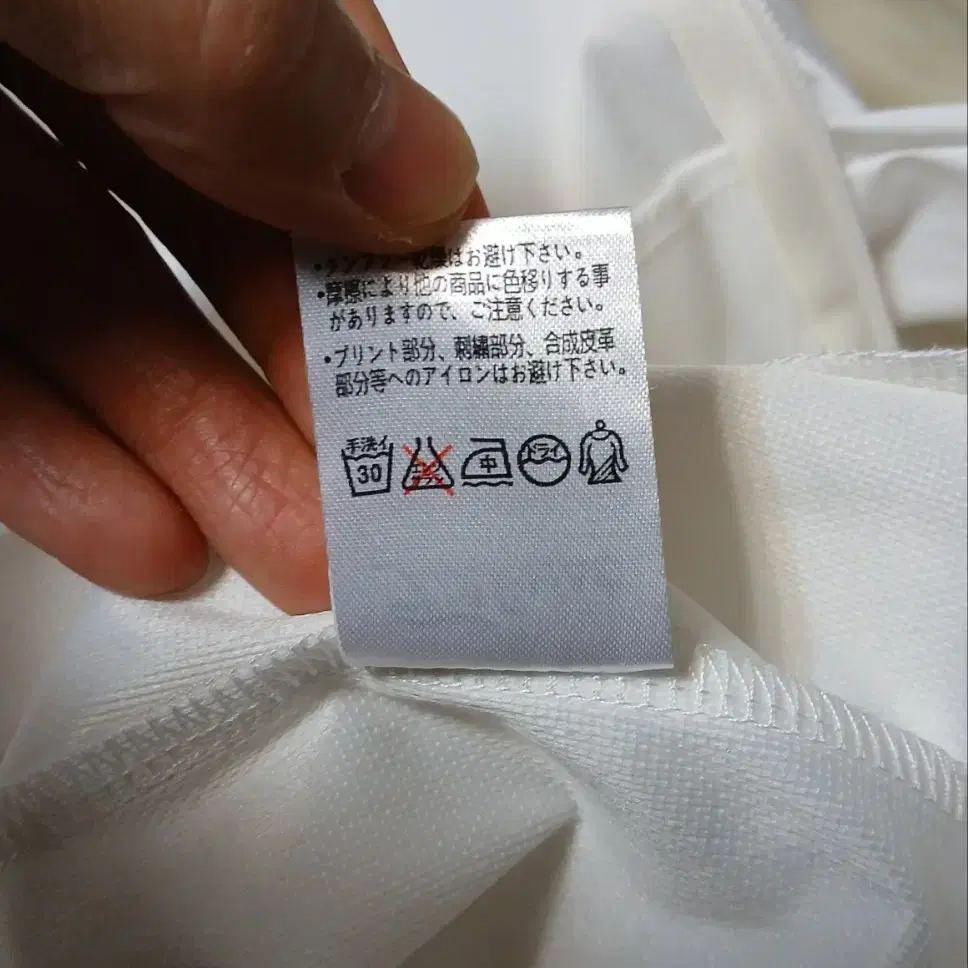 ・タンブラー乾燥はお避け下さい。
・摩擦により他の商品に色移りする事
がありますので、ご注意ください。
・プリント部分、刺繍部分、合成皮革
部分等へのアイロンはお避け下さい。
手洗イ
30
中
ドライ